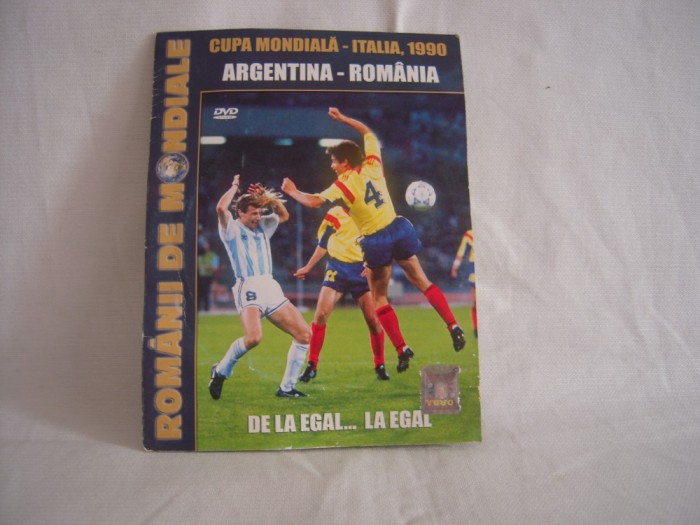 CUPA MONDIALĂ - ITALIA, 1990
ARGENTINA - ROMÂNIA
ROMÂNII DE MONDIALE
DVD
4
8
DE LA EGAL... LA EGAL